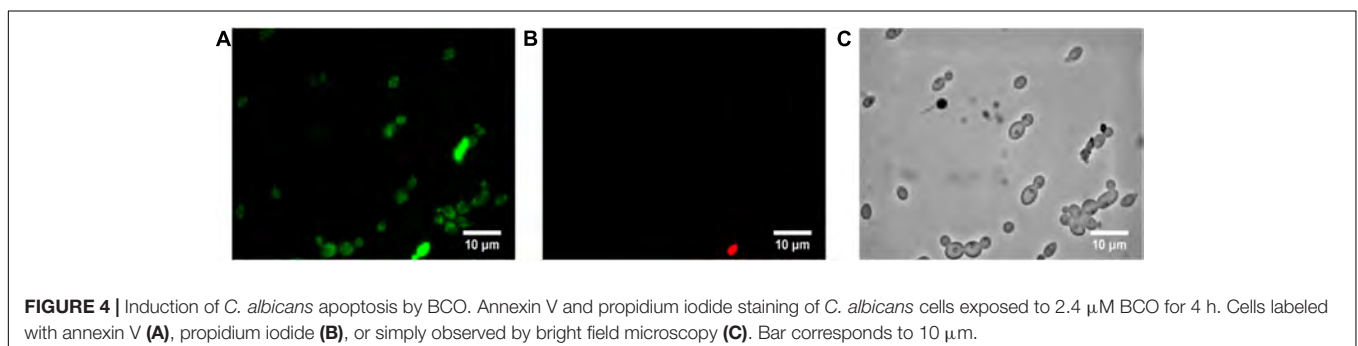 A B C
10 μm 10 μm 10 μm
FIGURE 4 | Induction of C. albicans apoptosis by BCO. Annexin V and propidium iodide staining of C. albicans cells exposed to 2.4 μM BCO for 4 h. Cells labeled
with annexin V (A), propidium iodide (B), or simply observed by bright field microscopy (C). Bar corresponds to 10 μm.